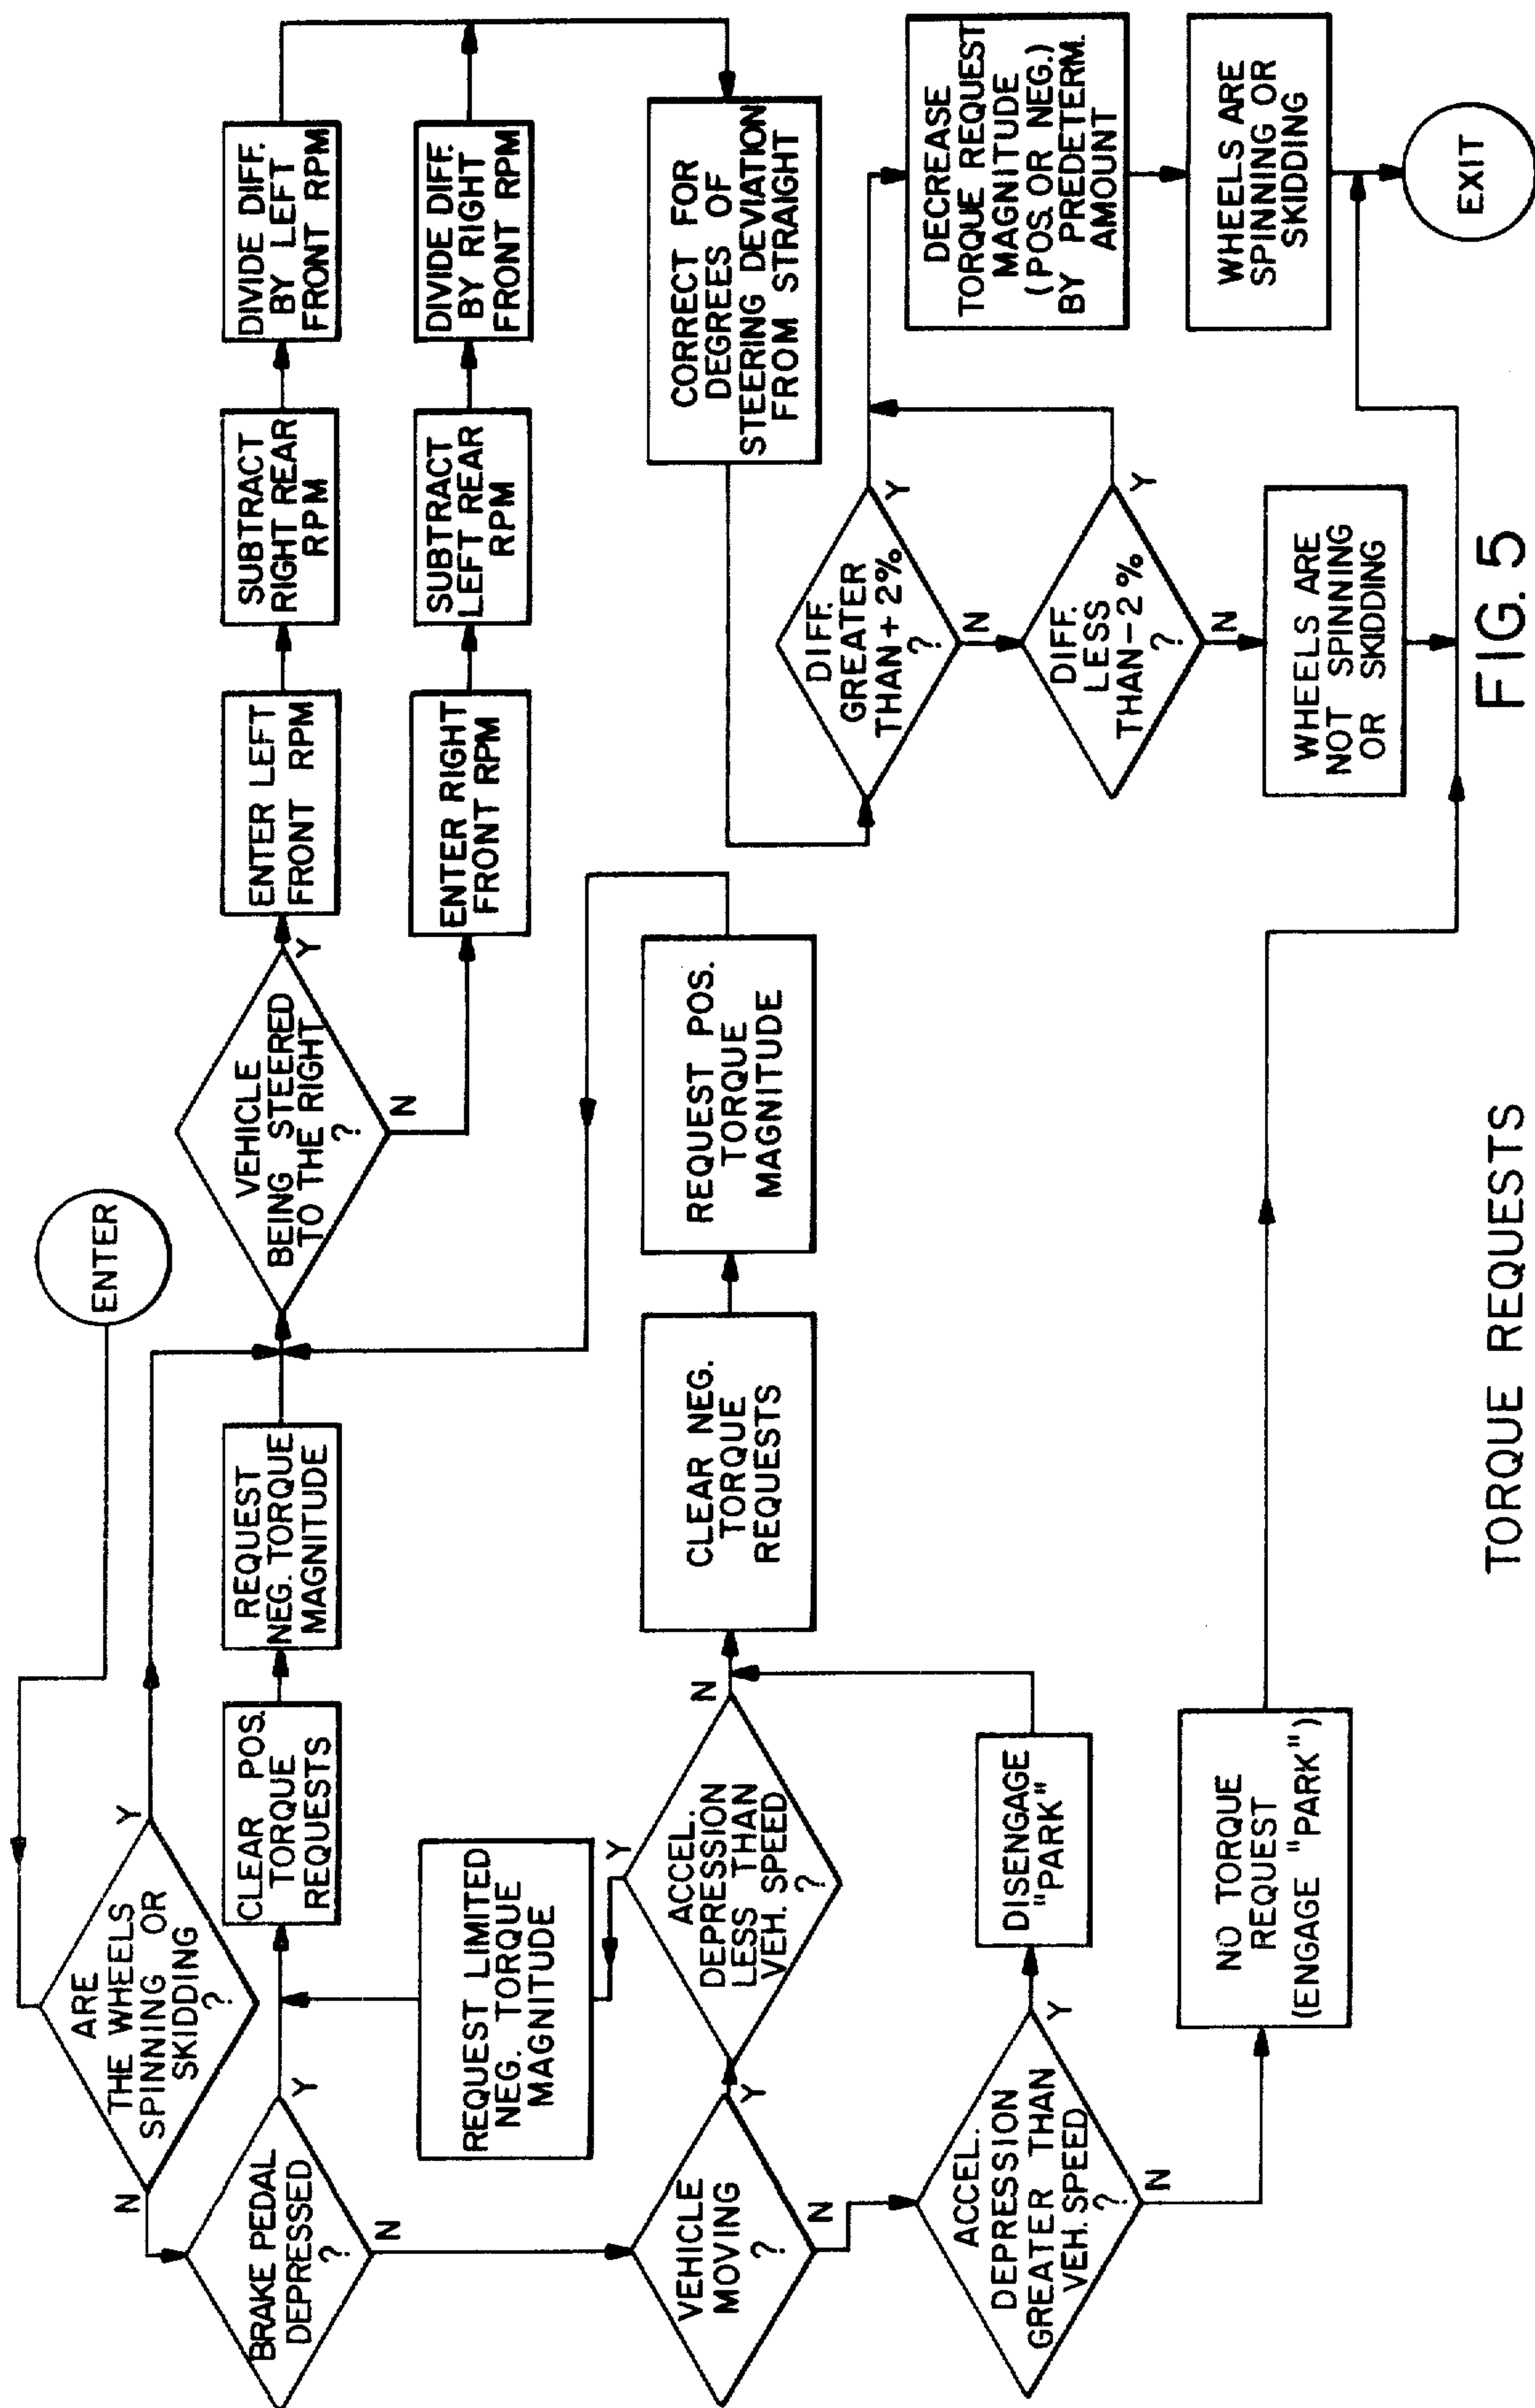 ENTER
ARE
THE WHEELS
SPINNING OR
SKIDDING
?
Y
N
BRAKE PEDAL
DEPRESSED
?
Y
N
CLEAR POS.
TORQUE
REQUESTS
REQUEST
NEG. TORQUE
MAGNITUDE
VEHICLE
BEING STEERED
TO THE RIGHT
?
Y
N
ENTER LEFT
FRONT RPM
SUBTRACT
RIGHT REAR
RPM
DIVIDE DIFF.
BY LEFT
FRONT RPM
ENTER RIGHT
FRONT RPM
SUBTRACT
LEFT REAR
RPM
DIVIDE DIFF.
BY RIGHT
FRONT RPM
REQUEST LIMITED
NEG. TORQUE
MAGNITUDE
VEHICLE
MOVING
?
Y
N
ACCEL.
DEPRESSION
LESS THAN
VEH. SPEED
?
Y
N
CLEAR NEG.
TORQUE
REQUESTS
REQUEST POS.
TORQUE
MAGNITUDE
CORRECT FOR
DEGREES OF
STEERING DEVIATION
FROM STRAIGHT
ACCEL.
DEPRESSION
GREATER THAN
VEH. SPEED
?
Y
N
DISENGAGE
"PARK"
NO TORQUE
REQUEST
(ENGAGE "PARK")
DIFF.
GREATER
THAN + 2%
?
Y
N
DIFF.
LESS
THAN - 2%
?
Y
N
WHEELS ARE
NOT SPINNING
OR SKIDDING
DECREASE
TORQUE REQUEST
MAGNITUDE
(POS. OR NEG.)
BY PREDETERM.
AMOUNT
WHEELS ARE
SPINNING OR
SKIDDING
EXIT
TORQUE REQUESTS
FIG. 5